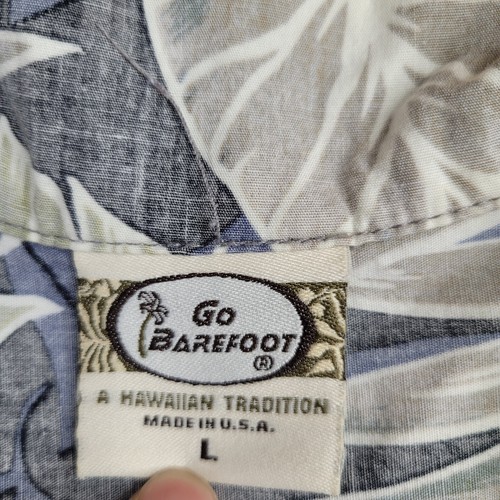 Go
BAREFOOT
®
A HAWAIIAN TRADITION
MADE IN U.S.A.
L